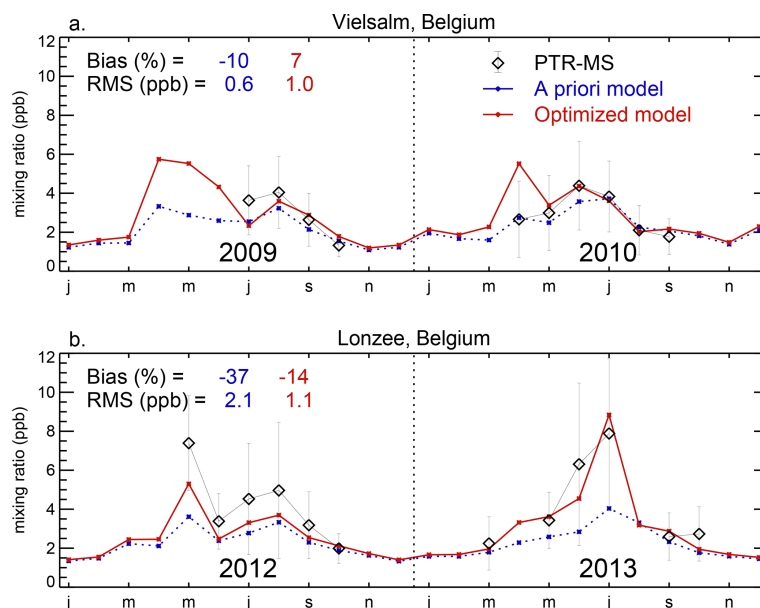 a. Vielsalm, Belgium
12
10
8
6
4
2
0
mixing ratio (ppb)
Bias (%) = -10 7
RMS (ppb) = 0.6 1.0
PTR-MS
A priori model
Optimized model
2009 2010
j m m j s n j m m j s n
b. Lonzee, Belgium
12
10
8
6
4
2
0
mixing ratio (ppb)
Bias (%) = -37 -14
RMS (ppb) = 2.1 1.1
2012 2013
j m m j s n j m m j s n